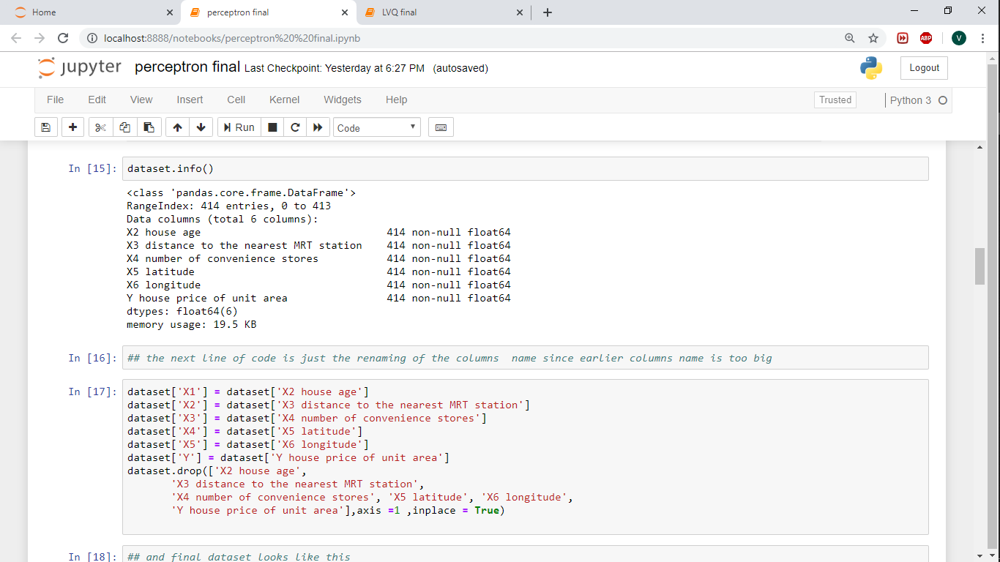 Home
perceptron final
LVQ final
localhost:8888/notebooks/perceptron%20%20final.ipynb
ABP
V
jupyter perceptron final Last Checkpoint: Yesterday at 6:27 PM (autosaved)
Logout
File Edit View Insert Cell Kernel Widgets Help
Trusted
Python 3
Run
Code
In [15]: dataset.info()
<class 'pandas.core.frame.DataFrame'>
RangeIndex: 414 entries, 0 to 413
Data columns (total 6 columns):
X2 house age                              414 non-null float64
X3 distance to the nearest MRT station    414 non-null float64
X4 number of convenience stores           414 non-null float64
X5 latitude                               414 non-null float64
X6 longitude                              414 non-null float64
Y house price of unit area                414 non-null float64
dtypes: float64(6)
memory usage: 19.5 KB
In [16]: ## the next line of code is just the renaming of the columns  name since earlier columns name is too big
In [17]: dataset['X1'] = dataset['X2 house age']
dataset['X2'] = dataset['X3 distance to the nearest MRT station']
dataset['X3'] = dataset['X4 number of convenience stores']
dataset['X4'] = dataset['X5 latitude']
dataset['X5'] = dataset['X6 longitude']
dataset['Y'] = dataset['Y house price of unit area']
dataset.drop(['X2 house age',
       'X3 distance to the nearest MRT station',
       'X4 number of convenience stores', 'X5 latitude', 'X6 longitude',
       'Y house price of unit area'],axis =1 ,inplace = True)
In [18]: ## and final dataset looks like this